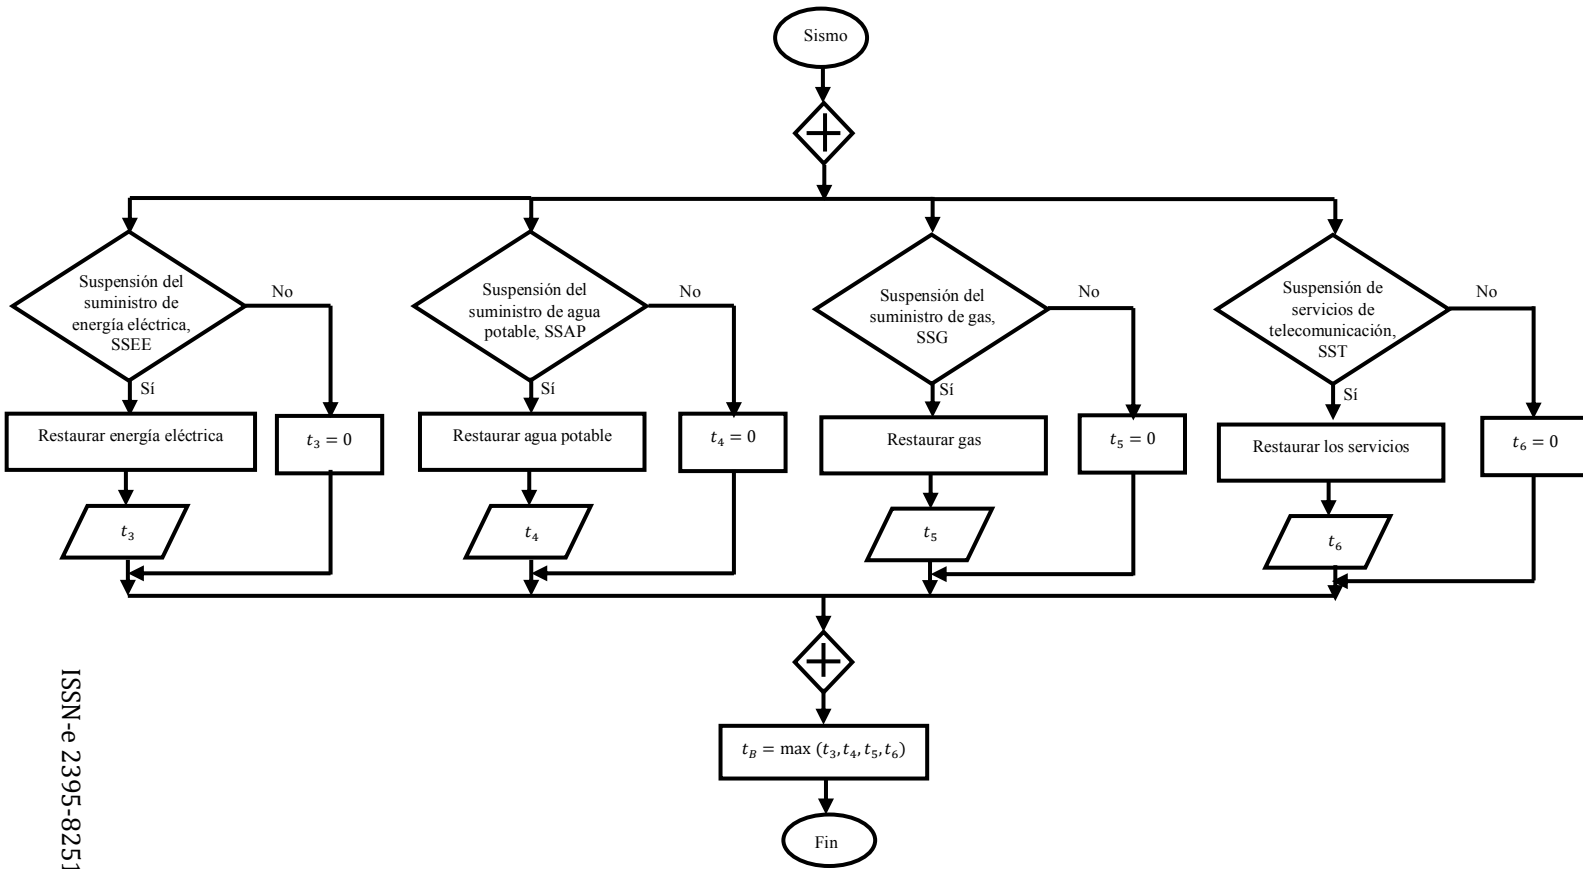 Sismo
Suspensión del
suministro de
energía eléctrica,
SSEE
No
Sí
Suspensión del
suministro de agua
potable, SSAP
No
Sí
Suspensión del
suministro de gas,
SSG
No
Sí
Suspensión de
servicios de
telecomunicación,
SST
No
Sí
Restaurar energía eléctrica
t₃ = 0
Restaurar agua potable
t₄ = 0
Restaurar gas
t₅ = 0
Restaurar los servicios
t₆ = 0
t₃
t₄
t₅
t₆
t_B = max (t₃, t₄, t₅, t₆)
Fin
ISSN-e 2395-8251